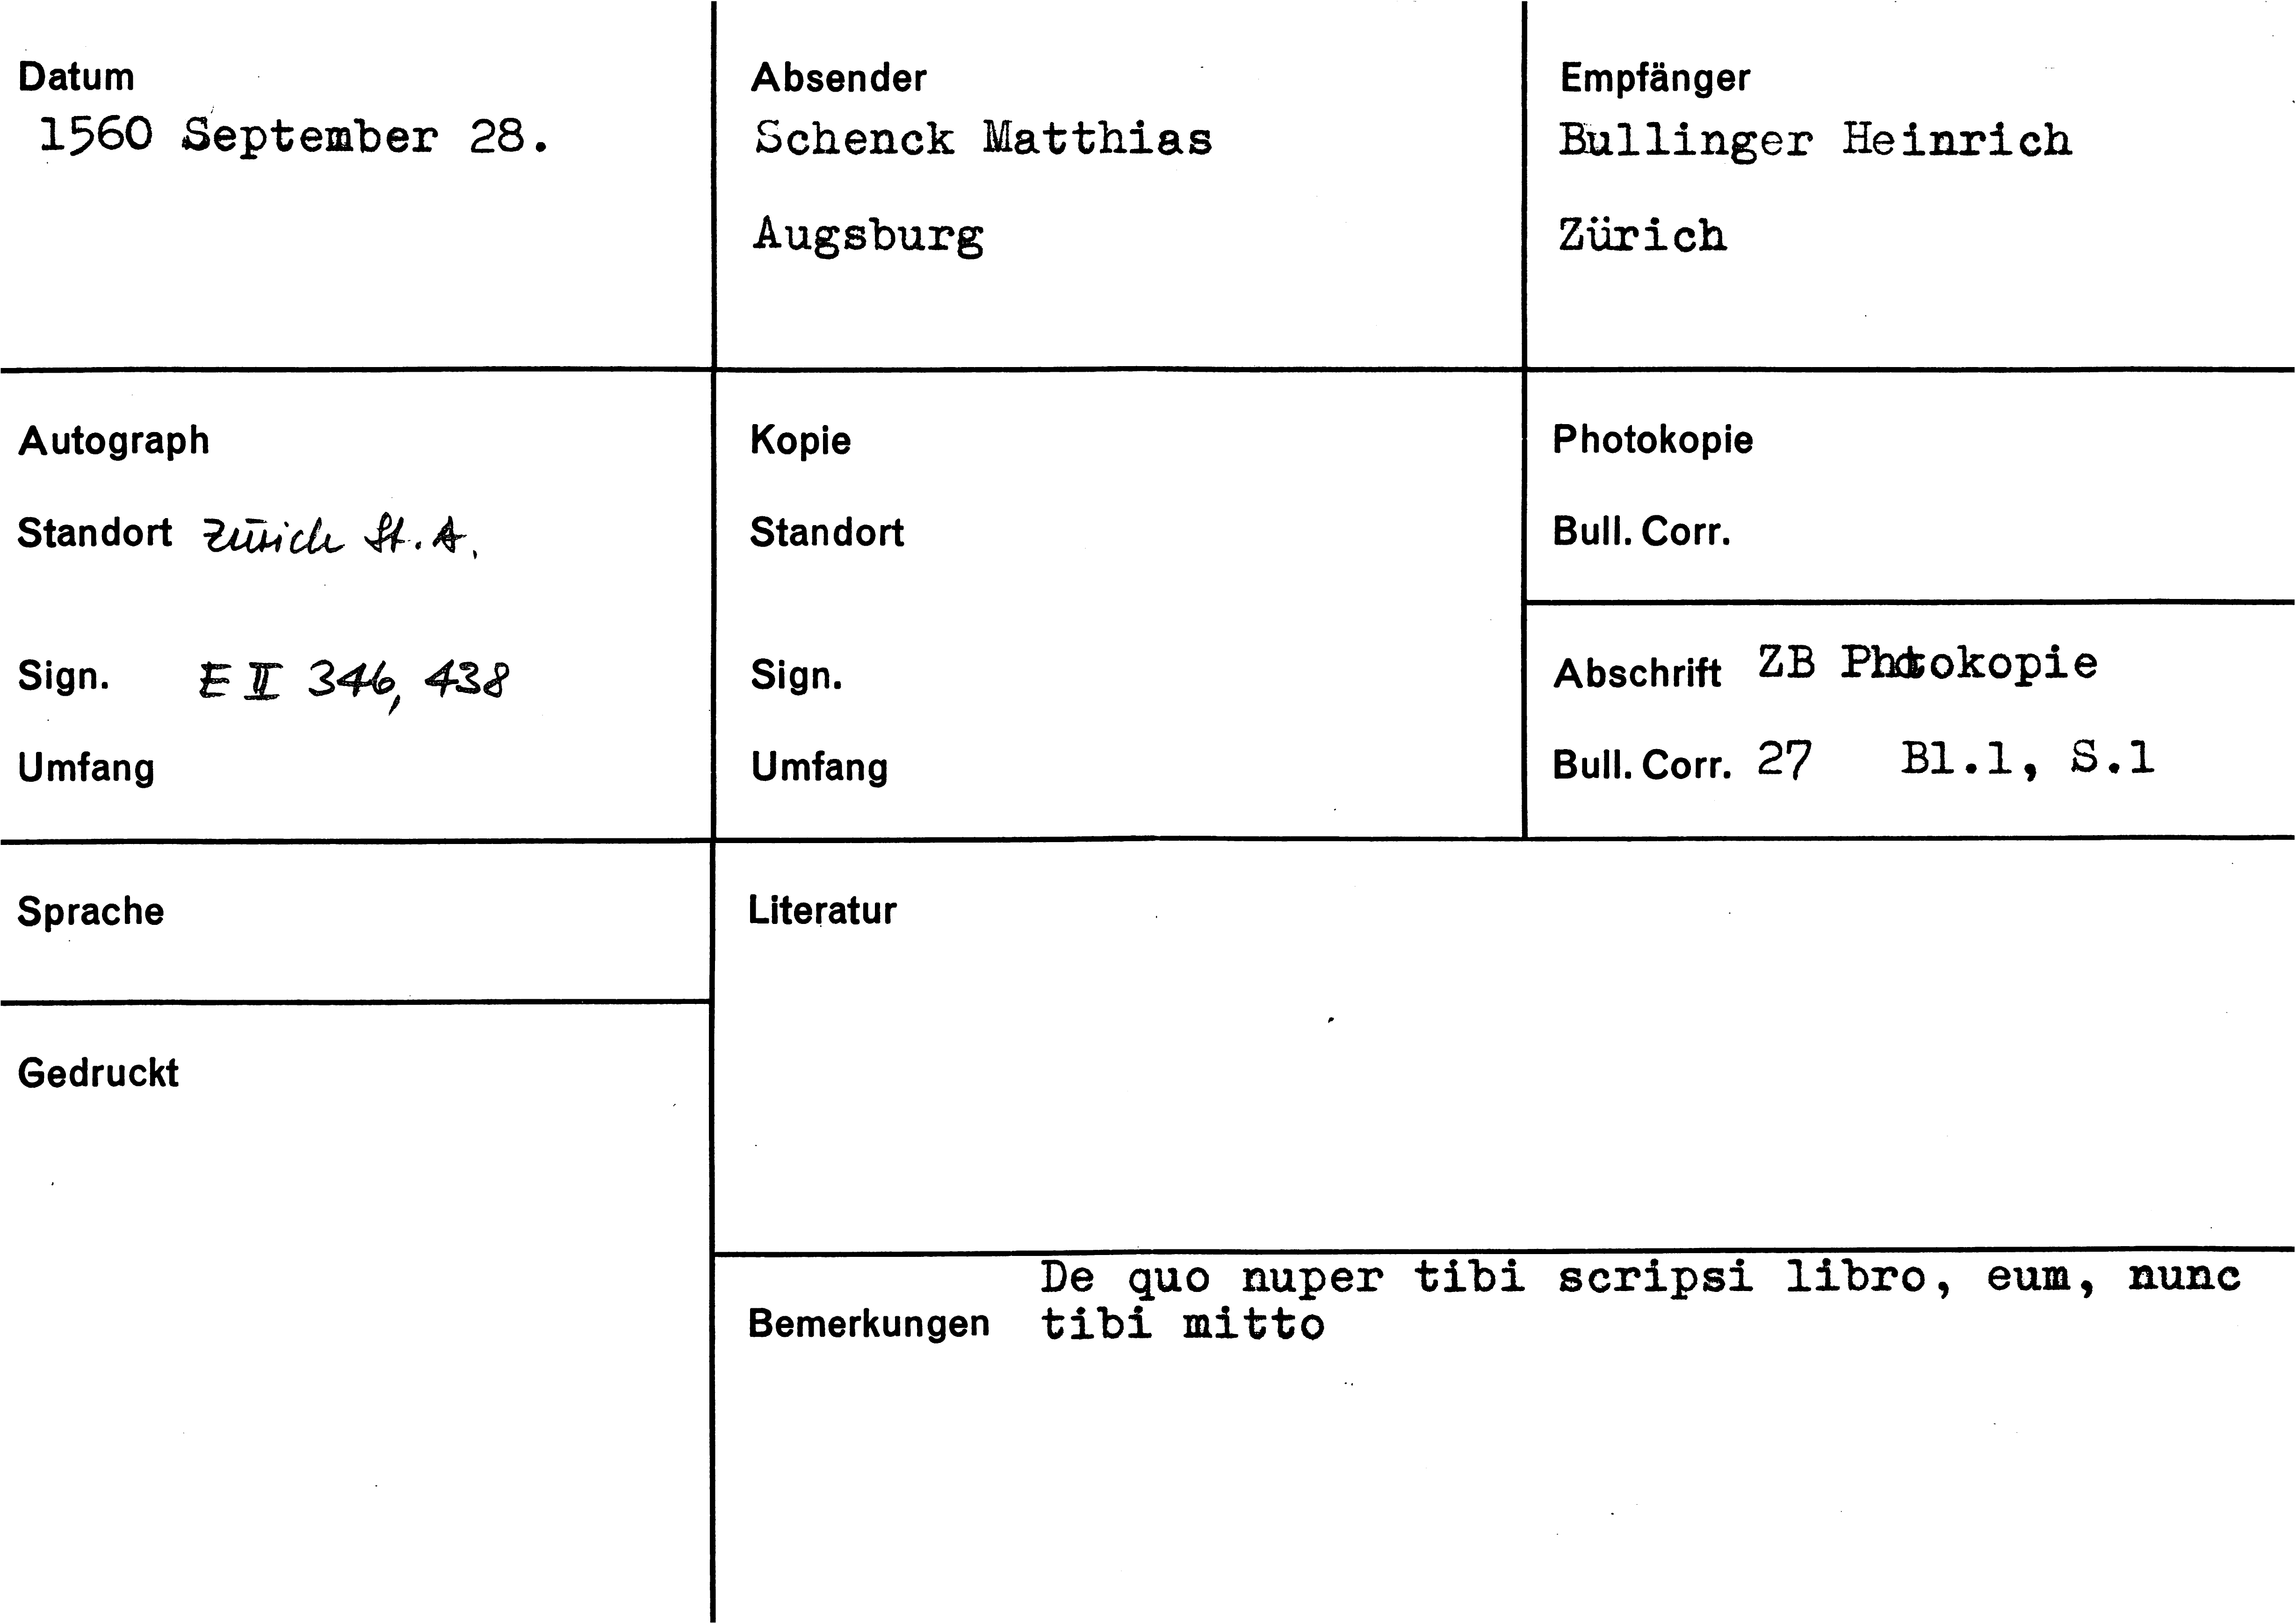 Datum
1560 September 28.
Absender
Schenck Matthias
Augsburg
Empfänger
Bullinger Heinrich
Zürich
Autograph
Standort Zürich St. A.
Sign. E II 346, 438
Umfang
Kopie
Standort
Sign.
Umfang
Photokopie
Bull. Corr.
Abschrift ZB Photokopie
Bull. Corr. 27 Bl.1, S.1
Sprache
Literatur
Gedruckt
De quo nuper tibi scripsi libro, eum, nunc
Bemerkungen tibi mitto